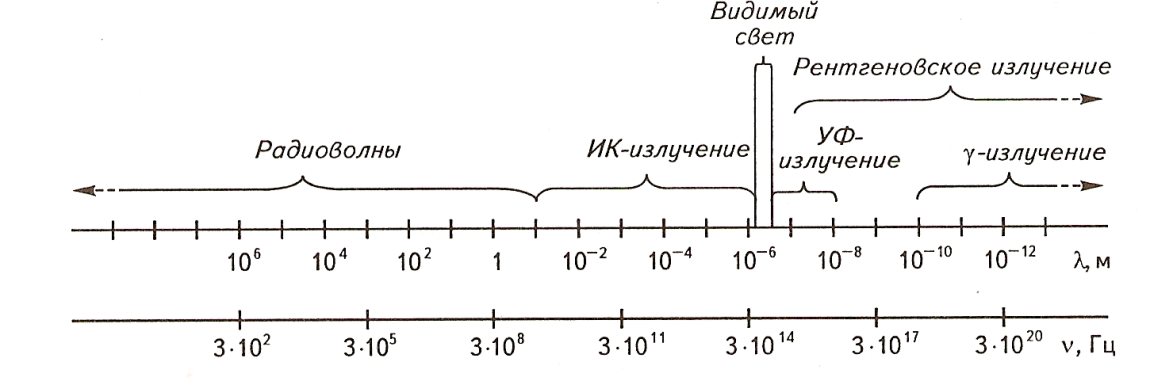 Видимый
свет
Рентгеновское излучение
Радиоволны
ИК-излучение
УФ-
излучение
γ-излучение
10⁶ 10⁴ 10² 1 10⁻² 10⁻⁴ 10⁻⁶ 10⁻⁸ 10⁻¹⁰ 10⁻¹² λ, м
3·10² 3·10⁵ 3·10⁸ 3·10¹¹ 3·10¹⁴ 3·10¹⁷ 3·10²⁰ ν, Гц